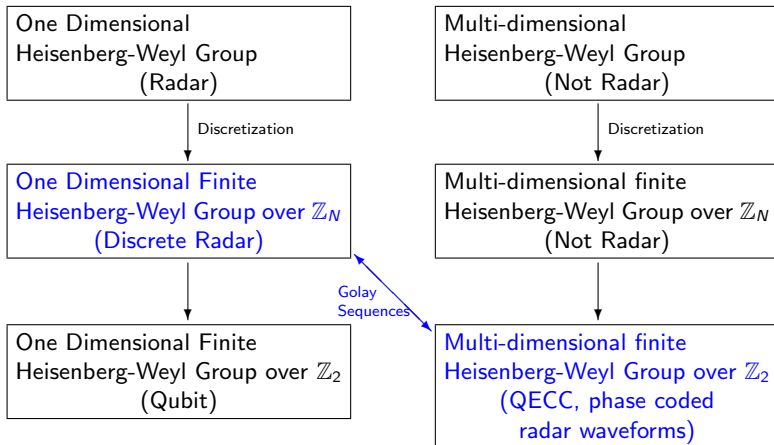 One Dimensional
Heisenberg-Weyl Group
(Radar)
Multi-dimensional
Heisenberg-Weyl Group
(Not Radar)
Discretization
Discretization
One Dimensional Finite
Heisenberg-Weyl Group over ℤ_N
(Discrete Radar)
Multi-dimensional finite
Heisenberg-Weyl Group over ℤ_N
(Not Radar)
Golay
Sequences
One Dimensional Finite
Heisenberg-Weyl Group over ℤ_2
(Qubit)
Multi-dimensional finite
Heisenberg-Weyl Group over ℤ_2
(QECC, phase coded
radar waveforms)